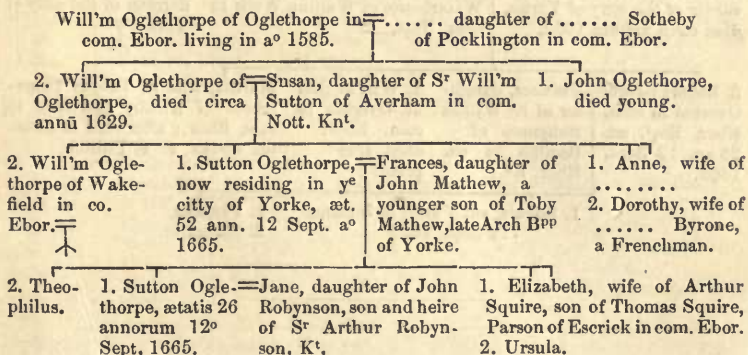 Will'm Oglethorpe of Oglethorpe in ...... daughter of ...... Sotheby
com. Ebor. living in aº 1585. of Pocklington in com. Ebor.
2. Will'm Oglethorpe of
Oglethorpe, died circa
annū 1629.
Susan, daughter of Sʳ Will'm
Sutton of Averham in com.
Nott. Knᵗ.
1. John Oglethorpe,
died young.
2. Will'm Ogle-
thorpe of Wake-
field in co.
Ebor.
1. Sutton Oglethorpe,
now residing in yᵉ
citty of Yorke, æt.
52 ann. 12 Sept. aº
1665.
Frances, daughter of
John Mathew, a
younger son of Toby
Mathew, late Arch Bᵖᵖ
of Yorke.
1. Anne, wife of
........
2. Dorothy, wife of
...... Byrone,
a Frenchman.
2. Theo-
philus.
1. Sutton Ogle-
thorpe, ætatis 26
annorum 12º
Sept. 1665.
Jane, daughter of John
Robynson, son and heire
of Sʳ Arthur Robyn-
son, Kᵗ.
1. Elizabeth, wife of Arthur
Squire, son of Thomas Squire,
Parson of Escrick in com. Ebor.
2. Ursula.